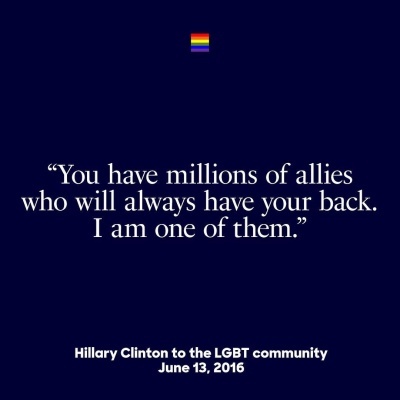 “You have millions of allies
who will always have your back.
I am one of them.”
Hillary Clinton to the LGBT community
June 13, 2016